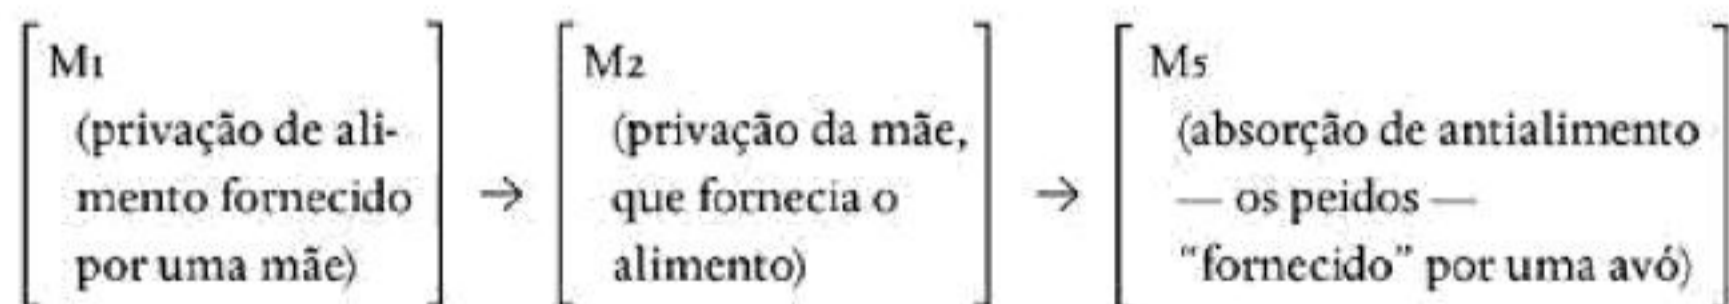 M1
(privação de ali-
mento fornecido
por uma mãe)
→
M2
(privação da mãe,
que fornecia o
alimento)
→
M5
(absorção de antialimento
— os peidos —
“fornecido” por uma avó)